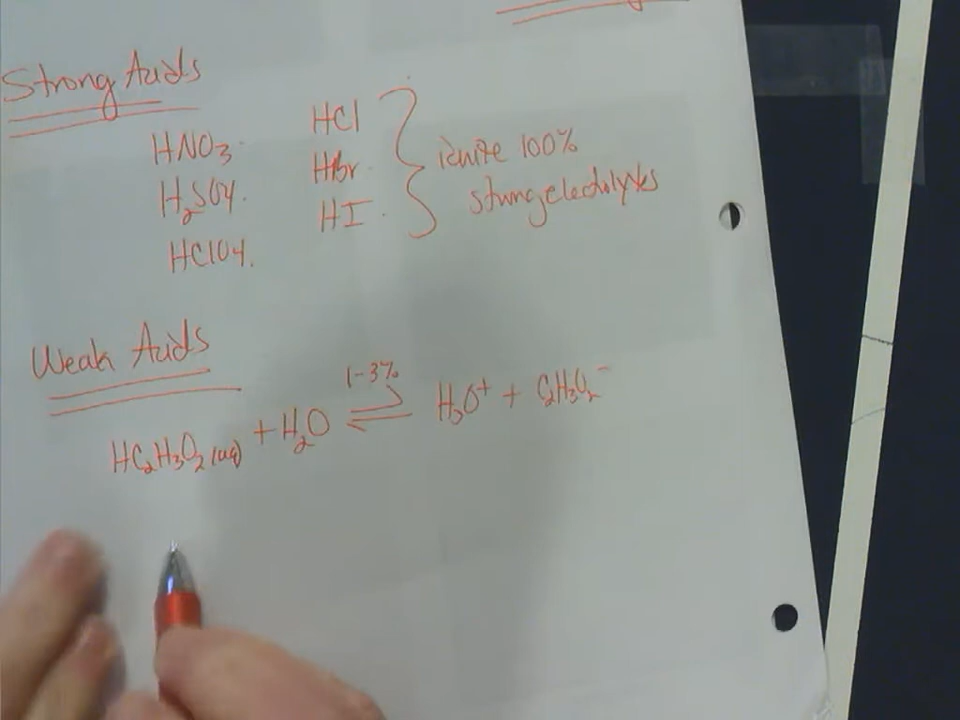 Strong Acids
HNO3 HCl
H2SO4 HBr
HClO4 HI
ionize 100%
strong electrolytes
Weak Acids
1-3%
HC2H3O2 (aq) + H2O ⇌ H3O+ + C2H3O2-